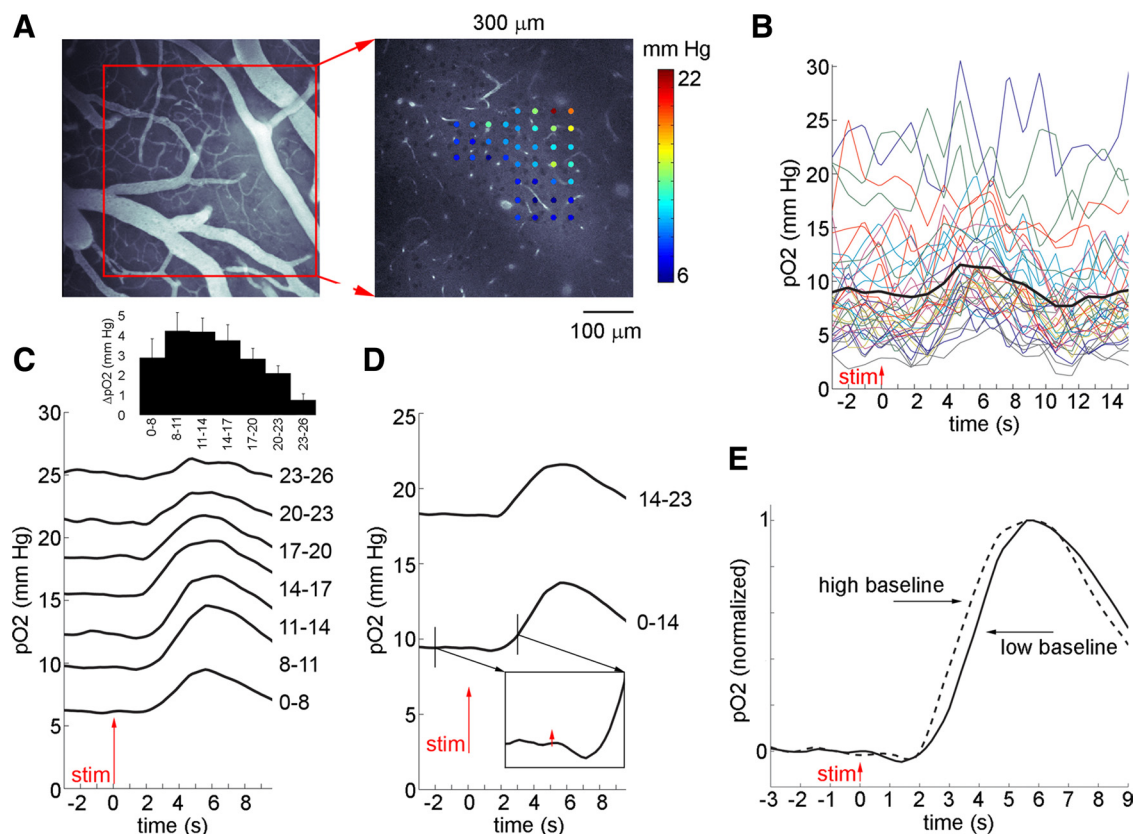 A
300 μm
mm Hg
22
6
100 μm
B
pO2 (mm Hg)
35
30
25
20
15
10
5
0
stim
-2 0 2 4 6 8 10 12 14
time (s)
C
ΔpO2 (mm Hg)
5
4
3
2
1
0
0-8
8-11
11-14
14-17
17-20
20-23
23-26
pO2 (mm Hg)
30
25
20
15
10
5
0
23-26
20-23
17-20
14-17
11-14
8-11
0-8
stim
-2 0 2 4 6 8
time (s)
D
pO2 (mm Hg)
25
20
15
10
5
0
14-23
0-14
stim
-2 0 2 4 6 8
time (s)
E
pO2 (normalized)
1
0
high baseline
low baseline
stim
-3 -2 -1 0 1 2 3 4 5 6 7 8 9
time (s)